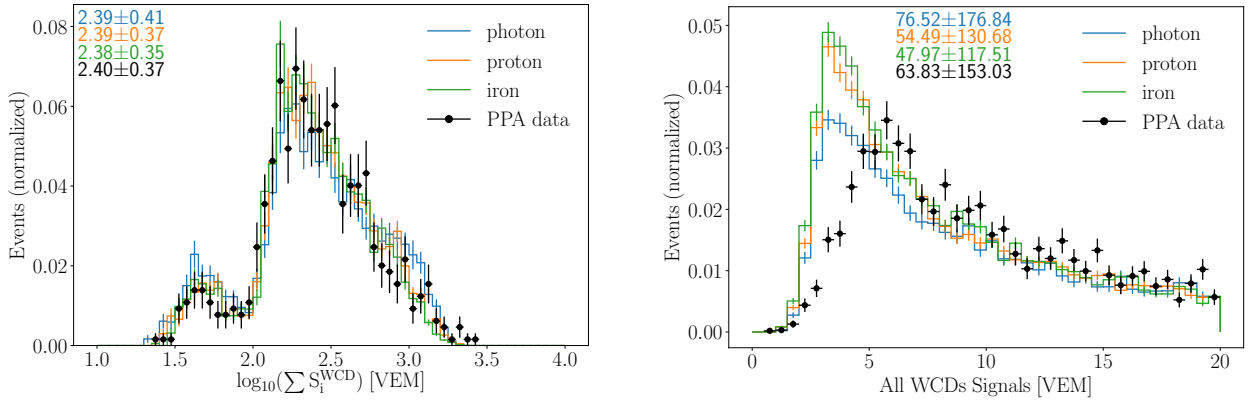 2.39±0.41
2.39±0.37
2.38±0.35
2.40±0.37
photon
proton
iron
PPA data
Events (normalized)
0.08
0.06
0.04
0.02
0.00
1.0 1.5 2.0 2.5 3.0 3.5 4.0
log₁₀(∑ Sᵢᵂᶜᴰ) [VEM]
76.52±176.84
54.49±130.68
47.97±117.51
63.83±153.03
photon
proton
iron
PPA data
Events (normalized)
0.05
0.04
0.03
0.02
0.01
0.00
0 5 10 15 20
All WCDs Signals [VEM]